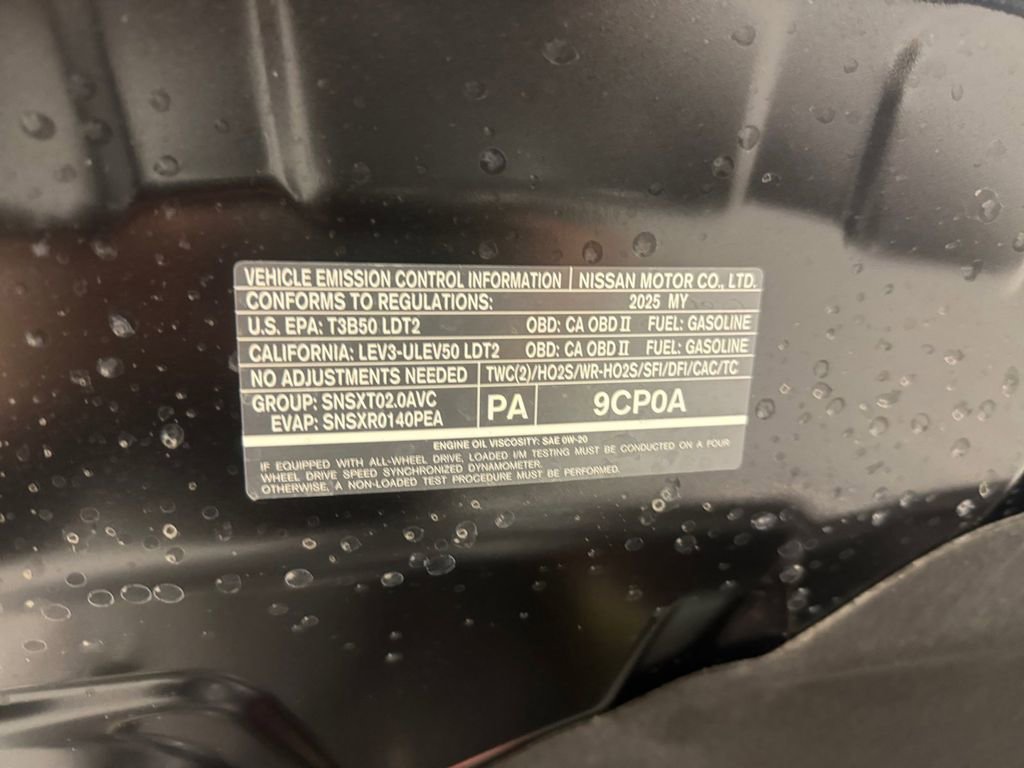 VEHICLE EMISSION CONTROL INFORMATION NISSAN MOTOR CO., LTD.
CONFORMS TO REGULATIONS: 2025 MY
U.S. EPA: T3B50 LDT2 OBD: CA OBD II FUEL: GASOLINE
CALIFORNIA: LEV3-ULEV50 LDT2 OBD: CA OBD II FUEL: GASOLINE
NO ADJUSTMENTS NEEDED TWC(2)/HO2S/WR-HO2S/SFI/DFI/CAC/TC
GROUP: SNSXT02.0AVC
EVAP: SNSXR0140PEA
PA
9CP0A
ENGINE OIL VISCOSITY: SAE 0W-20
IF EQUIPPED WITH ALL-WHEEL DRIVE, LOADED I/M TESTING MUST BE CONDUCTED ON A FOUR
WHEEL DRIVE SPEED SYNCHRONIZED DYNAMOMETER.
OTHERWISE, A NON-LOADED TEST PROCEDURE MUST BE PERFORMED.